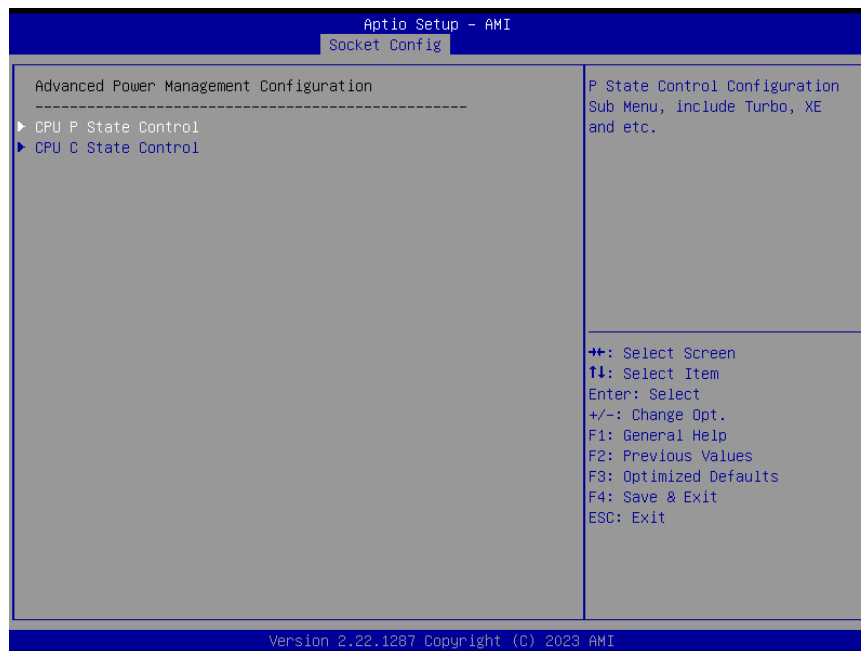 Aptio Setup – AMI
Socket Config
Advanced Power Management Configuration
------------------------------------------------
CPU P State Control
CPU C State Control
P State Control Configuration
Sub Menu, include Turbo, XE
and etc.
→←: Select Screen
↑↓: Select Item
Enter: Select
+/-: Change Opt.
F1: General Help
F2: Previous Values
F3: Optimized Defaults
F4: Save & Exit
ESC: Exit
Version 2.22.1287 Copyright (C) 2023 AMI